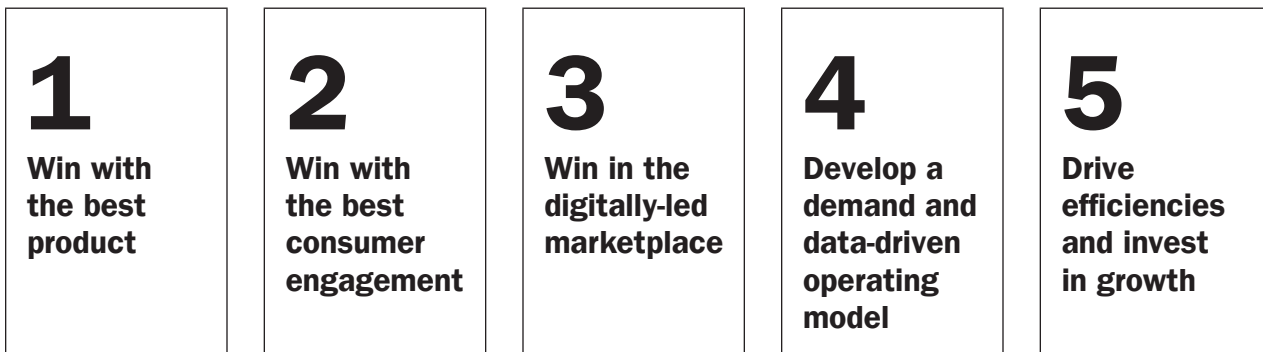 1
Win with
the best
product
2
Win with
the best
consumer
engagement
3
Win in the
digitally-led
marketplace
4
Develop a
demand and
data-driven
operating
model
5
Drive
efficiencies
and invest
in growth